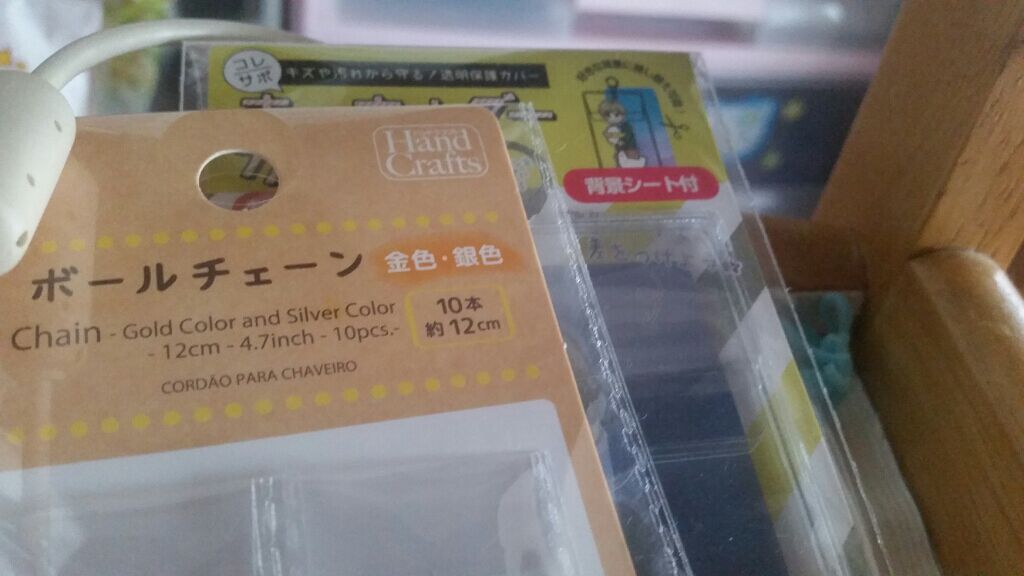 Hand
Crafts
ボールチェーン 金色・銀色
Chain - Gold Color and Silver Color
- 12cm - 4.7inch - 10pcs.-
10本
約12cm
CORDÃO PARA CHAVEIRO
コレ
サポ
キズや汚れから守る!透明保護カバー
背景シート付